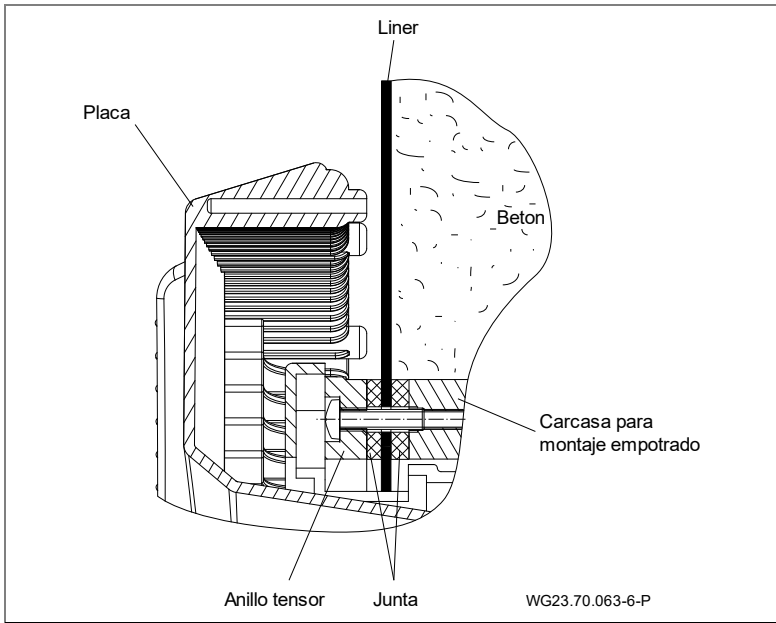 Liner
Placa
Beton
Carcasa para
montaje empotrado
Anillo tensor
Junta
WG23.70.063-6-P